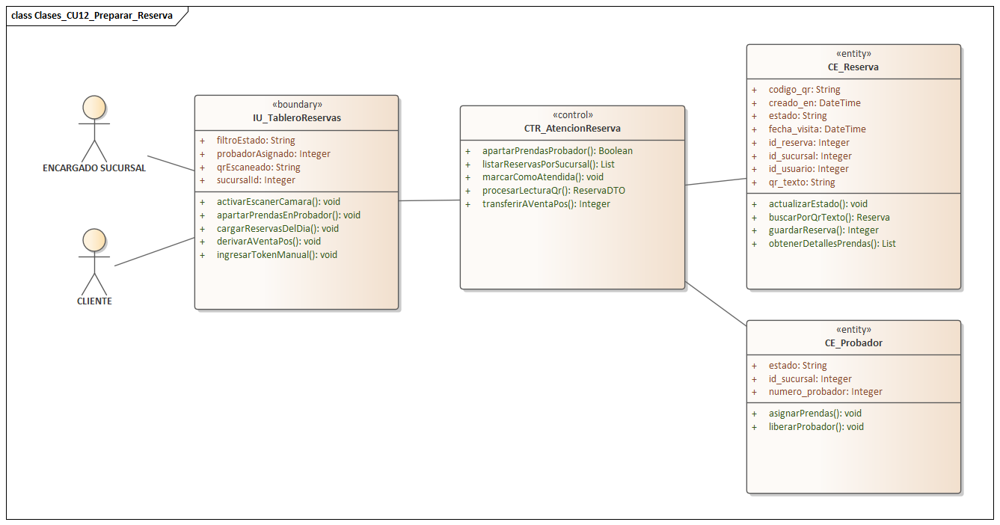 class Clases_CU12_Preparar_Reserva
ENCARGADO SUCURSAL
CLIENTE
«boundary»
IU_TableroReservas
+ filtroEstado: String
+ probadorAsignado: Integer
+ qrEscaneado: String
+ sucursalId: Integer
+ activarEscanerCamara(): void
+ apartarPrendasEnProbador(): void
+ cargarReservasDelDia(): void
+ derivarAVentaPos(): void
+ ingresarTokenManual(): void
«control»
CTR_AtencionReserva
+ apartarPrendasProbador(): Boolean
+ listarReservasPorSucursal(): List
+ marcarComoAtendida(): void
+ procesarLecturaQr(): ReservaDTO
+ transferirAVentaPos(): Integer
«entity»
CE_Reserva
+ codigo_qr: String
+ creado_en: DateTime
+ estado: String
+ fecha_visita: DateTime
+ id_reserva: Integer
+ id_sucursal: Integer
+ id_usuario: Integer
+ qr_texto: String
+ actualizarEstado(): void
+ buscarPorQrTexto(): Reserva
+ guardarReserva(): Integer
+ obtenerDetallesPrendas(): List
«entity»
CE_Probador
+ estado: String
+ id_sucursal: Integer
+ numero_probador: Integer
+ asignarPrendas(): void
+ liberarProbador(): void